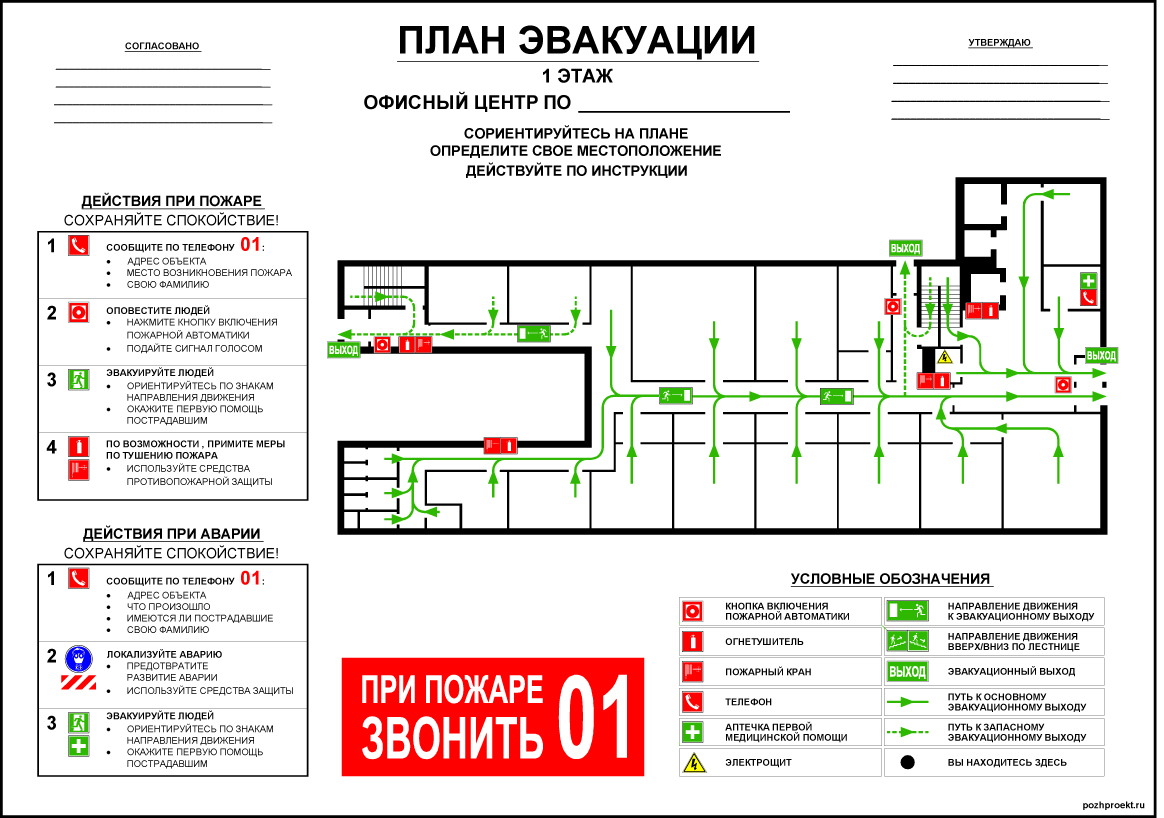 СОГЛАСОВАНО
ПЛАН ЭВАКУАЦИИ
1 ЭТАЖ
ОФИСНЫЙ ЦЕНТР ПО
СОРИЕНТИРУЙТЕСЬ НА ПЛАНЕ
ОПРЕДЕЛИТЕ СВОЕ МЕСТОПОЛОЖЕНИЕ
ДЕЙСТВУЙТЕ ПО ИНСТРУКЦИИ
УТВЕРЖДАЮ
ДЕЙСТВИЯ ПРИ ПОЖАРЕ
СОХРАНЯЙТЕ СПОКОЙСТВИЕ!
1 СООБЩИТЕ ПО ТЕЛЕФОНУ 01:
• АДРЕС ОБЪЕКТА
• МЕСТО ВОЗНИКНОВЕНИЯ ПОЖАРА
• СВОЮ ФАМИЛИЮ
2 ОПОВЕСТИТЕ ЛЮДЕЙ
• НАЖМИТЕ КНОПКУ ВКЛЮЧЕНИЯ
ПОЖАРНОЙ АВТОМАТИКИ
• ПОДАЙТЕ СИГНАЛ ГОЛОСОМ
3 ЭВАКУИРУЙТЕ ЛЮДЕЙ
• ОРИЕНТИРУЙТЕСЬ ПО ЗНАКАМ
НАПРАВЛЕНИЯ ДВИЖЕНИЯ
• ОКАЖИТЕ ПЕРВУЮ ПОМОЩЬ
ПОСТРАДАВШИМ
4 ПО ВОЗМОЖНОСТИ , ПРИМИТЕ МЕРЫ
ПО ТУШЕНИЮ ПОЖАРА
• ИСПОЛЬЗУЙТЕ СРЕДСТВА
ПРОТИВОПОЖАРНОЙ ЗАЩИТЫ
ДЕЙСТВИЯ ПРИ АВАРИИ
СОХРАНЯЙТЕ СПОКОЙСТВИЕ!
1 СООБЩИТЕ ПО ТЕЛЕФОНУ 01:
• АДРЕС ОБЪЕКТА
• ЧТО ПРОИЗОШЛО
• ИМЕЮТСЯ ЛИ ПОСТРАДАВШИЕ
• СВОЮ ФАМИЛИЮ
2 ЛОКАЛИЗУЙТЕ АВАРИЮ
• ПРЕДОТВРАТИТЕ
РАЗВИТИЕ АВАРИИ
• ИСПОЛЬЗУЙТЕ СРЕДСТВА ЗАЩИТЫ
3 ЭВАКУИРУЙТЕ ЛЮДЕЙ
• ОРИЕНТИРУЙТЕСЬ ПО ЗНАКАМ
• НАПРАВЛЕНИЯ ДВИЖЕНИЯ
• ОКАЖИТЕ ПЕРВУЮ ПОМОЩЬ
ПОСТРАДАВШИМ
ВЫХОД
ВЫХОД
ВЫХОД
ПРИ ПОЖАРЕ
ЗВОНИТЬ 01
УСЛОВНЫЕ ОБОЗНАЧЕНИЯ
КНОПКА ВКЛЮЧЕНИЯ
ПОЖАРНОЙ АВТОМАТИКИ
ОГНЕТУШИТЕЛЬ
ПОЖАРНЫЙ КРАН
ТЕЛЕФОН
АПТЕЧКА ПЕРВОЙ
МЕДИЦИНСКОЙ ПОМОЩИ
ЭЛЕКТРОЩИТ
НАПРАВЛЕНИЕ ДВИЖЕНИЯ
К ЭВАКУАЦИОННОМУ ВЫХОДУ
НАПРАВЛЕНИЕ ДВИЖЕНИЯ
ВВЕРХ/ВНИЗ ПО ЛЕСТНИЦЕ
ВЫХОД ЭВАКУАЦИОННЫЙ ВЫХОД
ПУТЬ К ОСНОВНОМУ
ЭВАКУАЦИОННОМУ ВЫХОДУ
ПУТЬ К ЗАПАСНОМУ
ЭВАКУАЦИОННОМУ ВЫХОДУ
ВЫ НАХОДИТЕСЬ ЗДЕСЬ
pozhproekt.ru